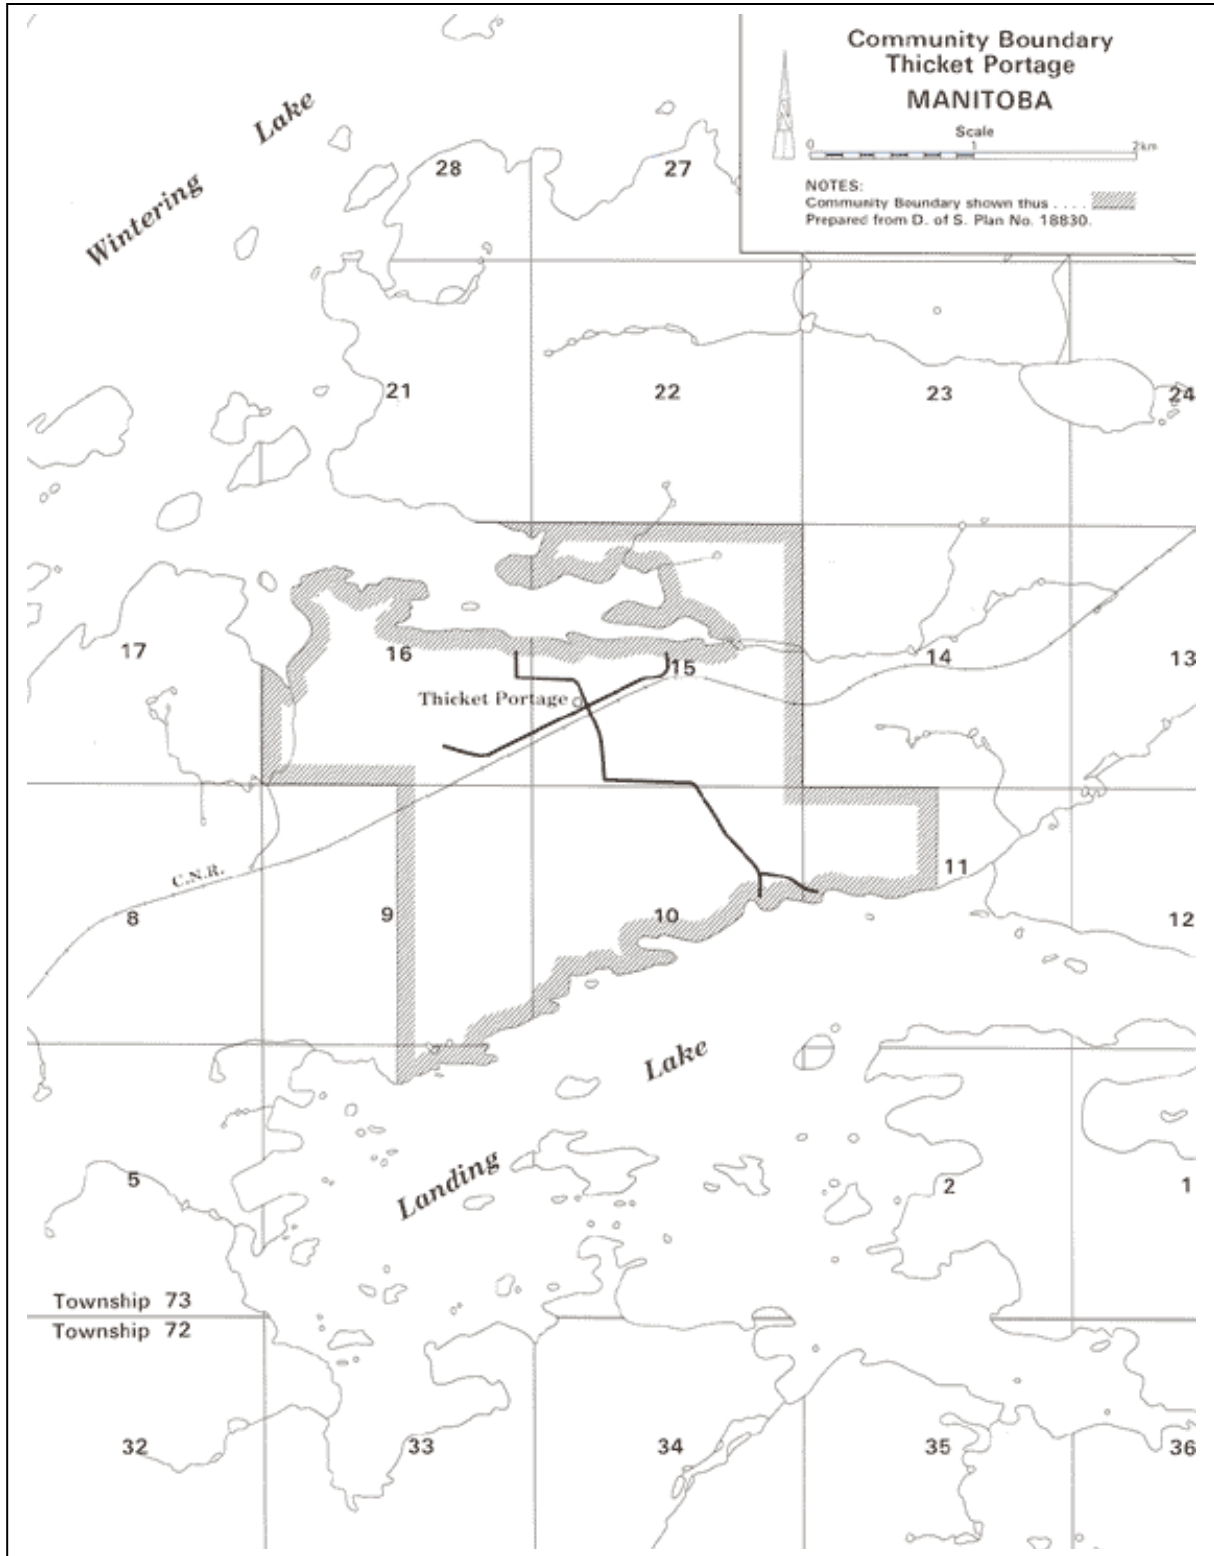 Community Boundary
Thicket Portage
MANITOBA
Scale
0 1 2km
NOTES:
Community Boundary shown thus . . . .
Prepared from D. of S. Plan No. 18830.
Wintering Lake
28 27
21 22 23 24
17 16 15 14 13
Thicket Portage
C.N.R.
8 9 10 11 12
Landing Lake
5 2 1
Township 73
Township 72
32 33 34 35 36